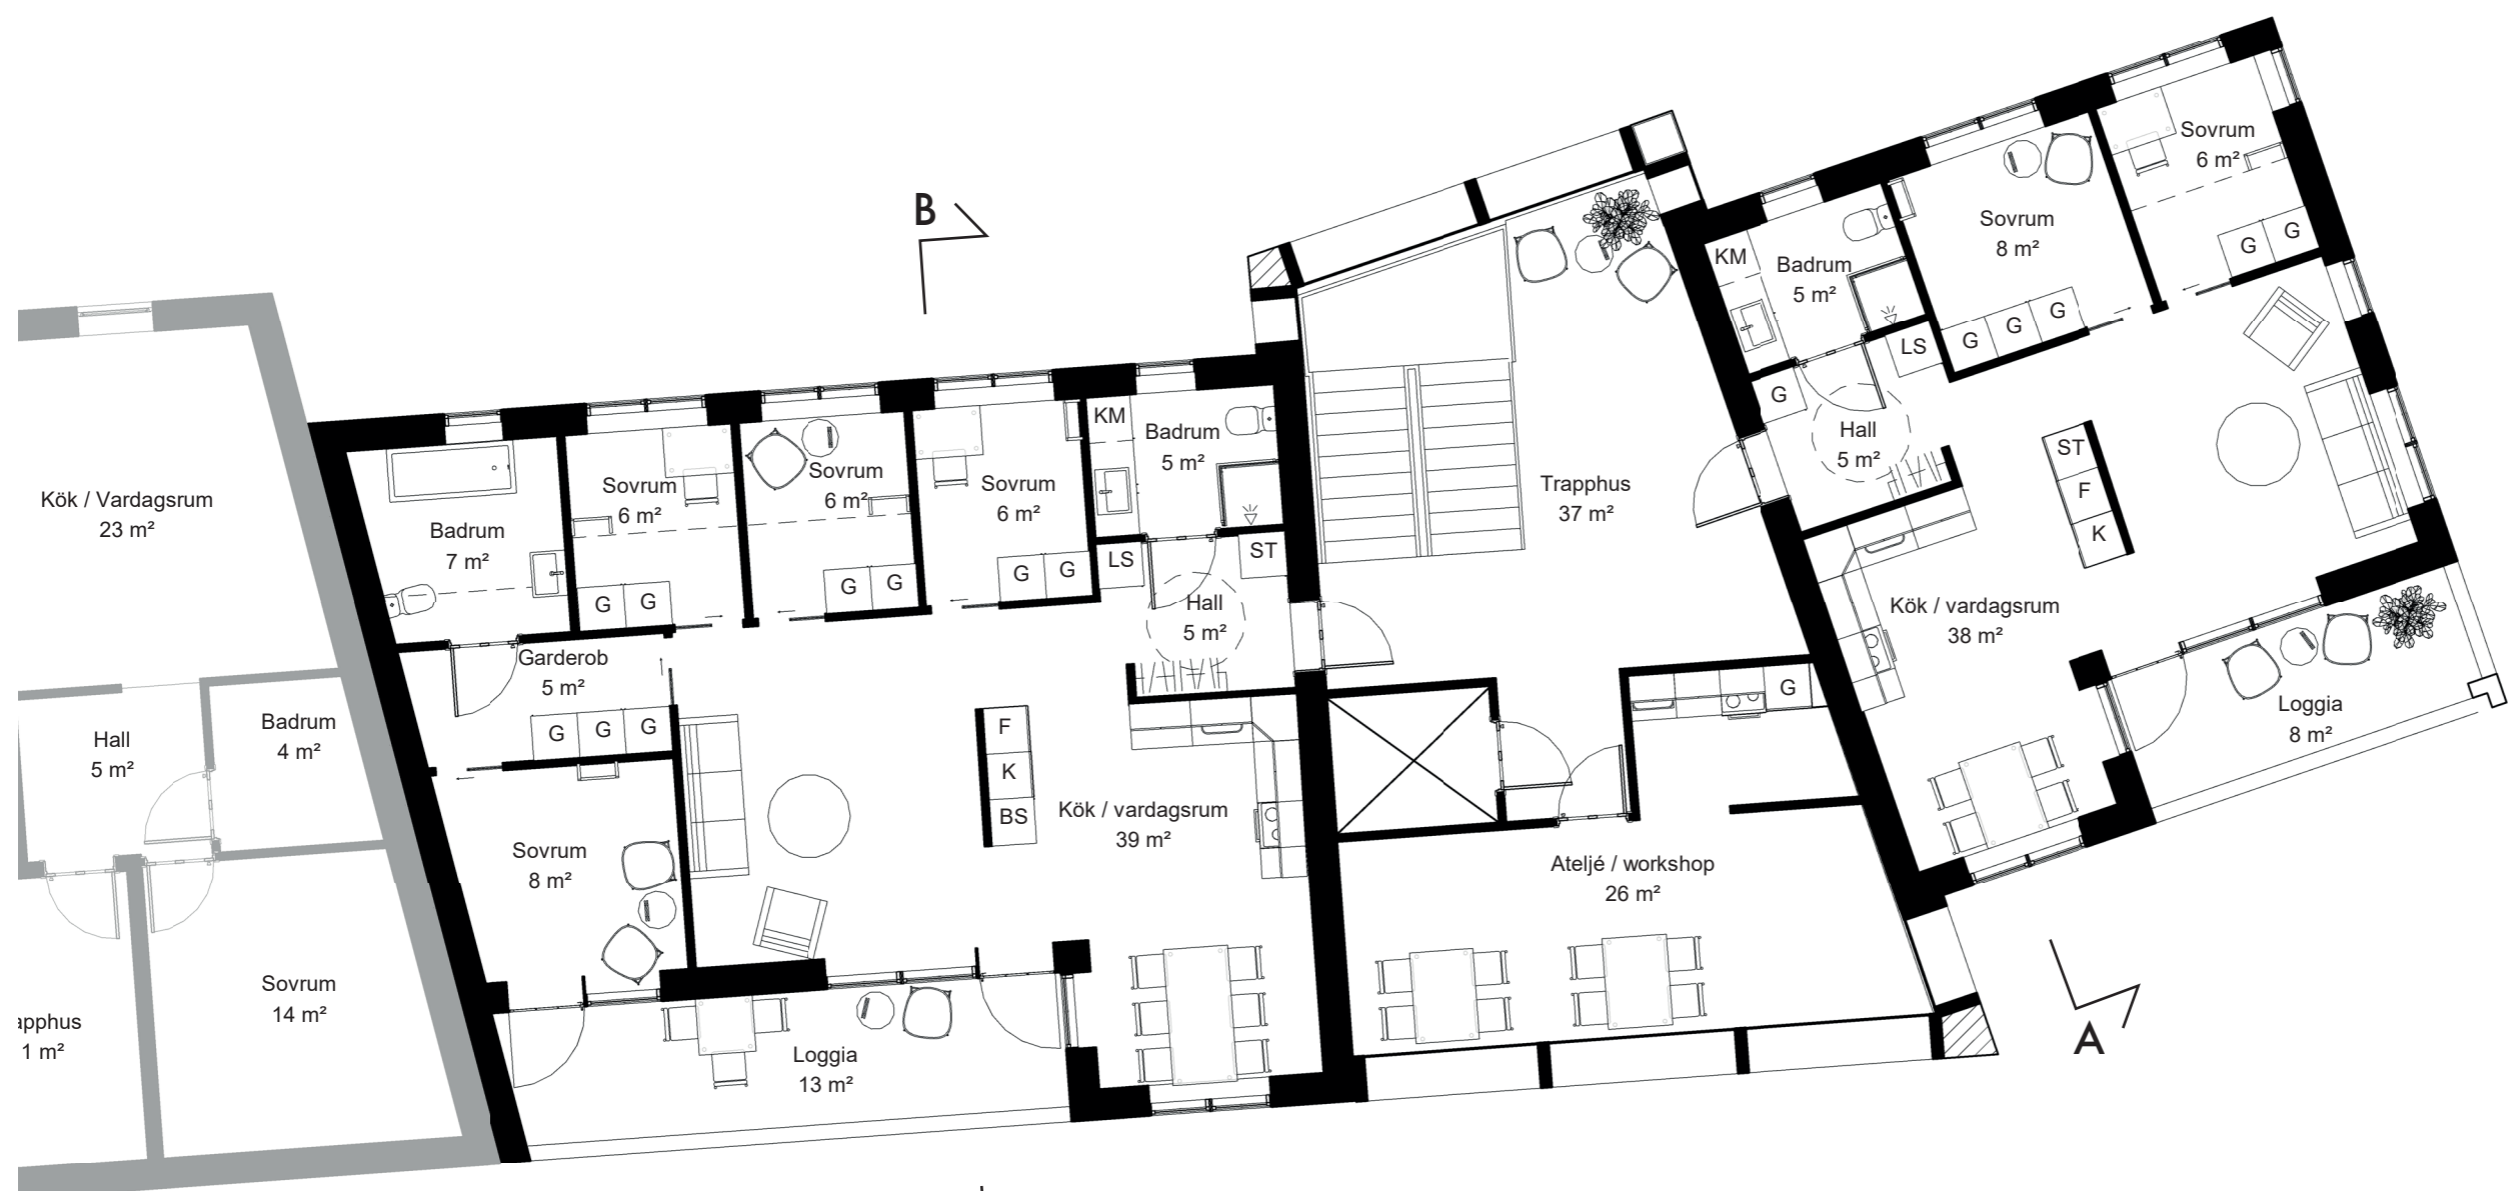 B
Sovrum
6 m²
G
G
Sovrum
8 m²
G
G
G
KM
Badrum
5 m²
LS
G
Hall
5 m²
ST
F
K
Kök / vardagsrum
38 m²
Loggia
8 m²
Trapphus
37 m²
G
Ateljé / workshop
26 m²
A
KM
Badrum
5 m²
LS
ST
Hall
5 m²
Sovrum
6 m²
G
G
Sovrum
6 m²
G
G
Sovrum
6 m²
G
G
Badrum
7 m²
Garderob
5 m²
G
G
G
Sovrum
8 m²
F
K
BS
Kök / vardagsrum
39 m²
Loggia
13 m²
Kök / Vardagsrum
23 m²
Hall
5 m²
Badrum
4 m²
Sovrum
14 m²
apphus
1 m²